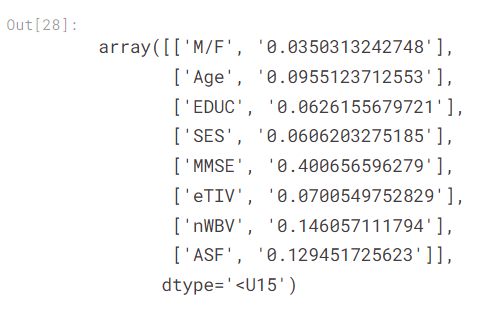 Out[28]:
array([['M/F', '0.0350313242748'],
['Age', '0.0955123712553'],
['EDUC', '0.0626155679721'],
['SES', '0.0606203275185'],
['MMSE', '0.400656596279'],
['eTIV', '0.0700549752829'],
['nWBV', '0.146057111794'],
['ASF', '0.129451725623']],
dtype='<U15')